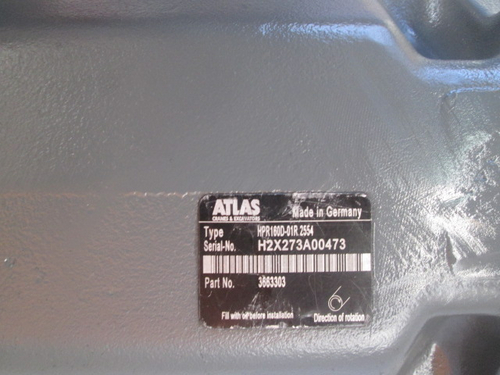 ATLAS Made in Germany
CRANES & EXCAVATORS
Type HPR160D-01R 2554
Serial-No. H2X273A00473
Part No. 3663303
Fill with oil before installation Direction of rotation